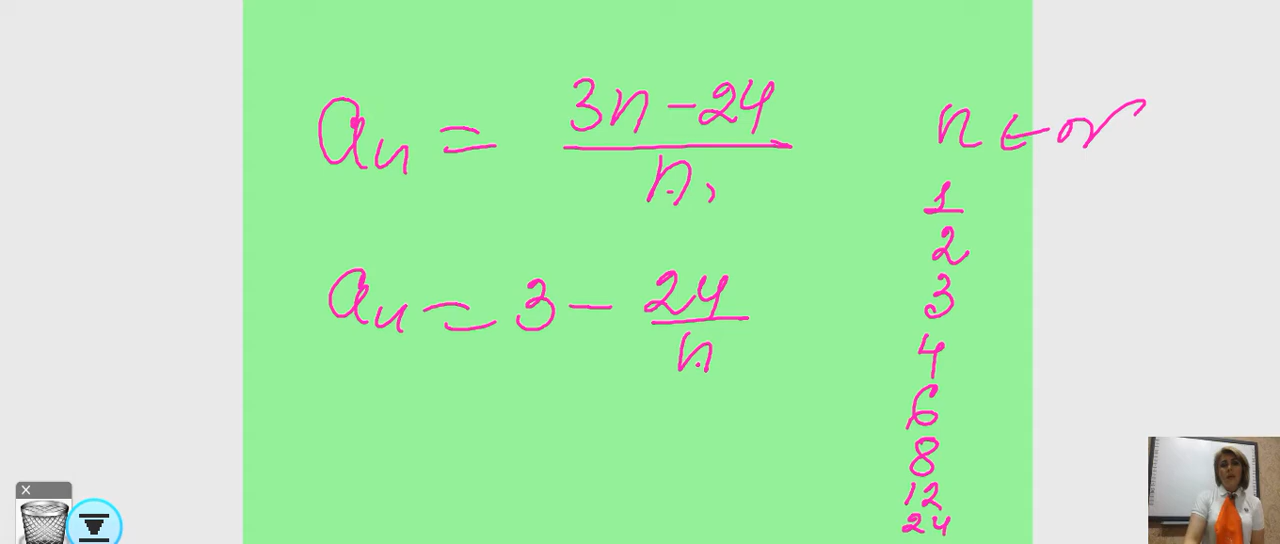 aₙ = (3n - 24)/n,
n ∈ N
aₙ = 3 - 24/n
1
2
3
4
6
8
12
24